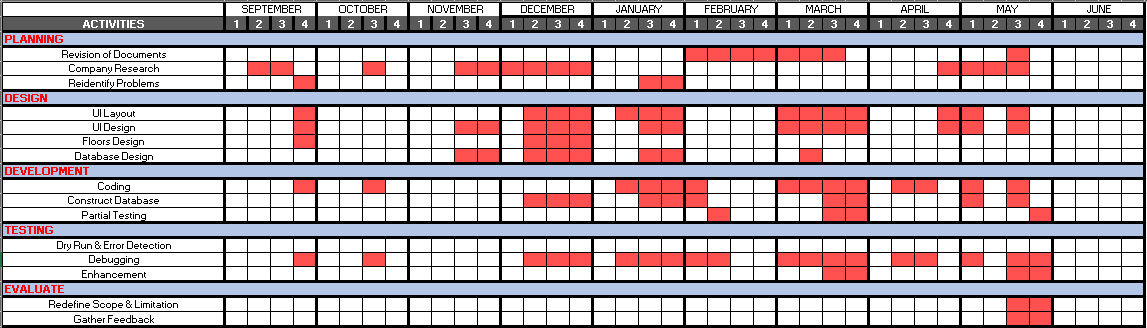 SEPTEMBER OCTOBER NOVEMBER DECEMBER JANUARY FEBRUARY MARCH APRIL MAY JUNE
ACTIVITIES 1 2 3 4 1 2 3 4 1 2 3 4 1 2 3 4 1 2 3 4 1 2 3 4 1 2 3 4 1 2 3 4 1 2 3 4 1 2 3 4
PLANNING
Revision of Documents
Company Research
Reidentify Problems
DESIGN
UI Layout
UI Design
Floors Design
Database Design
DEVELOPMENT
Coding
Construct Database
Partial Testing
TESTING
Dry Run & Error Detection
Debugging
Enhancement
EVALUATE
Redefine Scope & Limitation
Gather Feedback